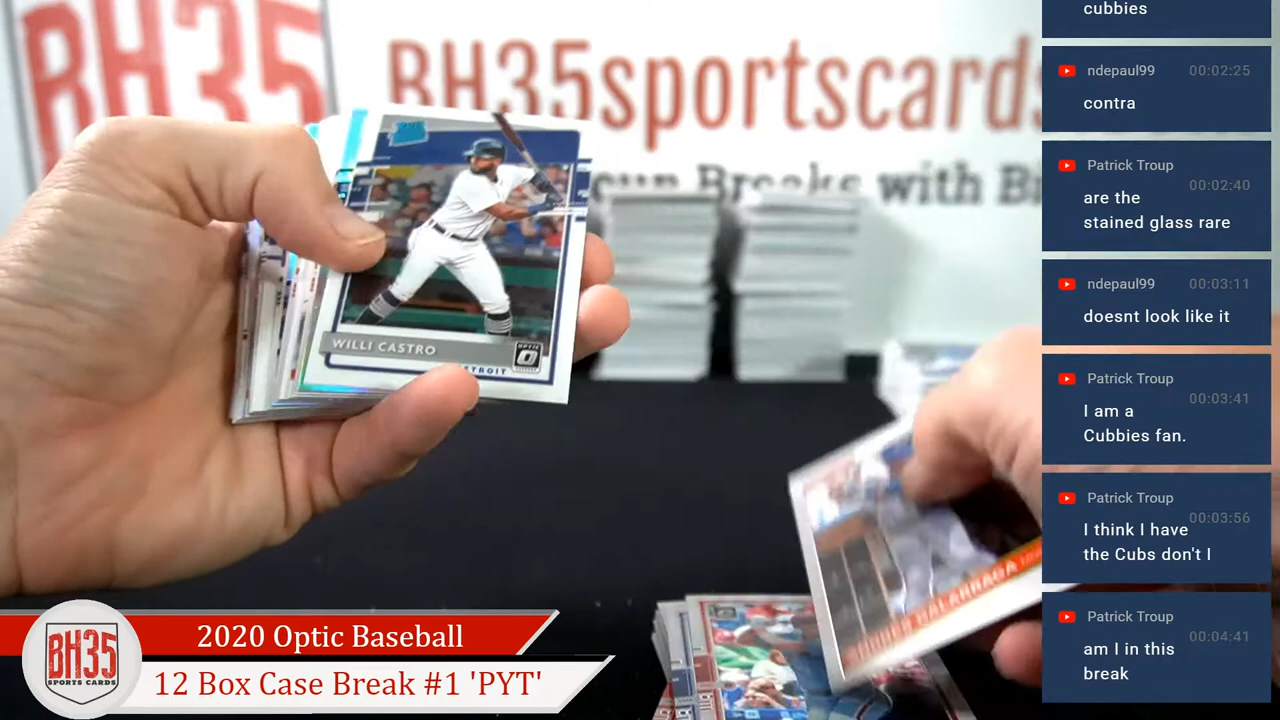 BH35
BH35sportscards
Breaks with
WILLI CASTRO
OPTIC
TROIT
GALARRAGA
2020 Optic Baseball
12 Box Case Break #1 'PYT'
BH35
SPORTS CARDS
cubbies
ndepaul99 00:02:25
contra
Patrick Troup 00:02:40
are the
stained glass rare
ndepaul99 00:03:11
doesnt look like it
Patrick Troup 00:03:41
I am a
Cubbies fan.
Patrick Troup 00:03:56
I think I have
the Cubs don't I
Patrick Troup 00:04:41
am I in this
break